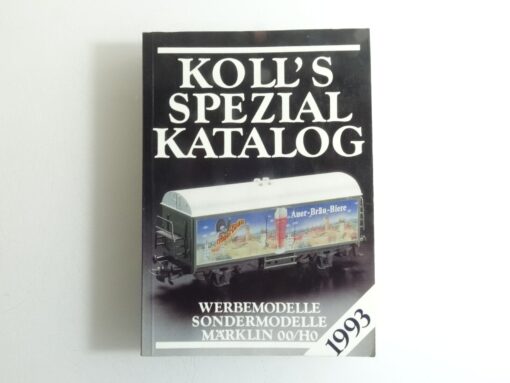 KOLL'S
SPEZIAL
KATALOG
Auer-Bräu-Biere
WERBEMODELLE
SONDERMODELLE
MÄRKLIN 00/H0
1993